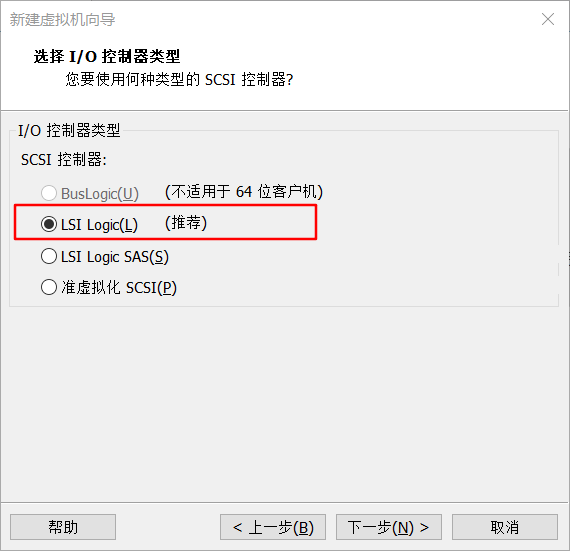 新建虚拟机向导
选择 I/O 控制器类型
您要使用何种类型的 SCSI 控制器?
I/O 控制器类型
SCSI 控制器:
BusLogic(U) (不适用于 64 位客户机)
LSI Logic(L) (推荐)
LSI Logic SAS(S)
准虚拟化 SCSI(P)
帮助 < 上一步(B) 下一步(N) > 取消